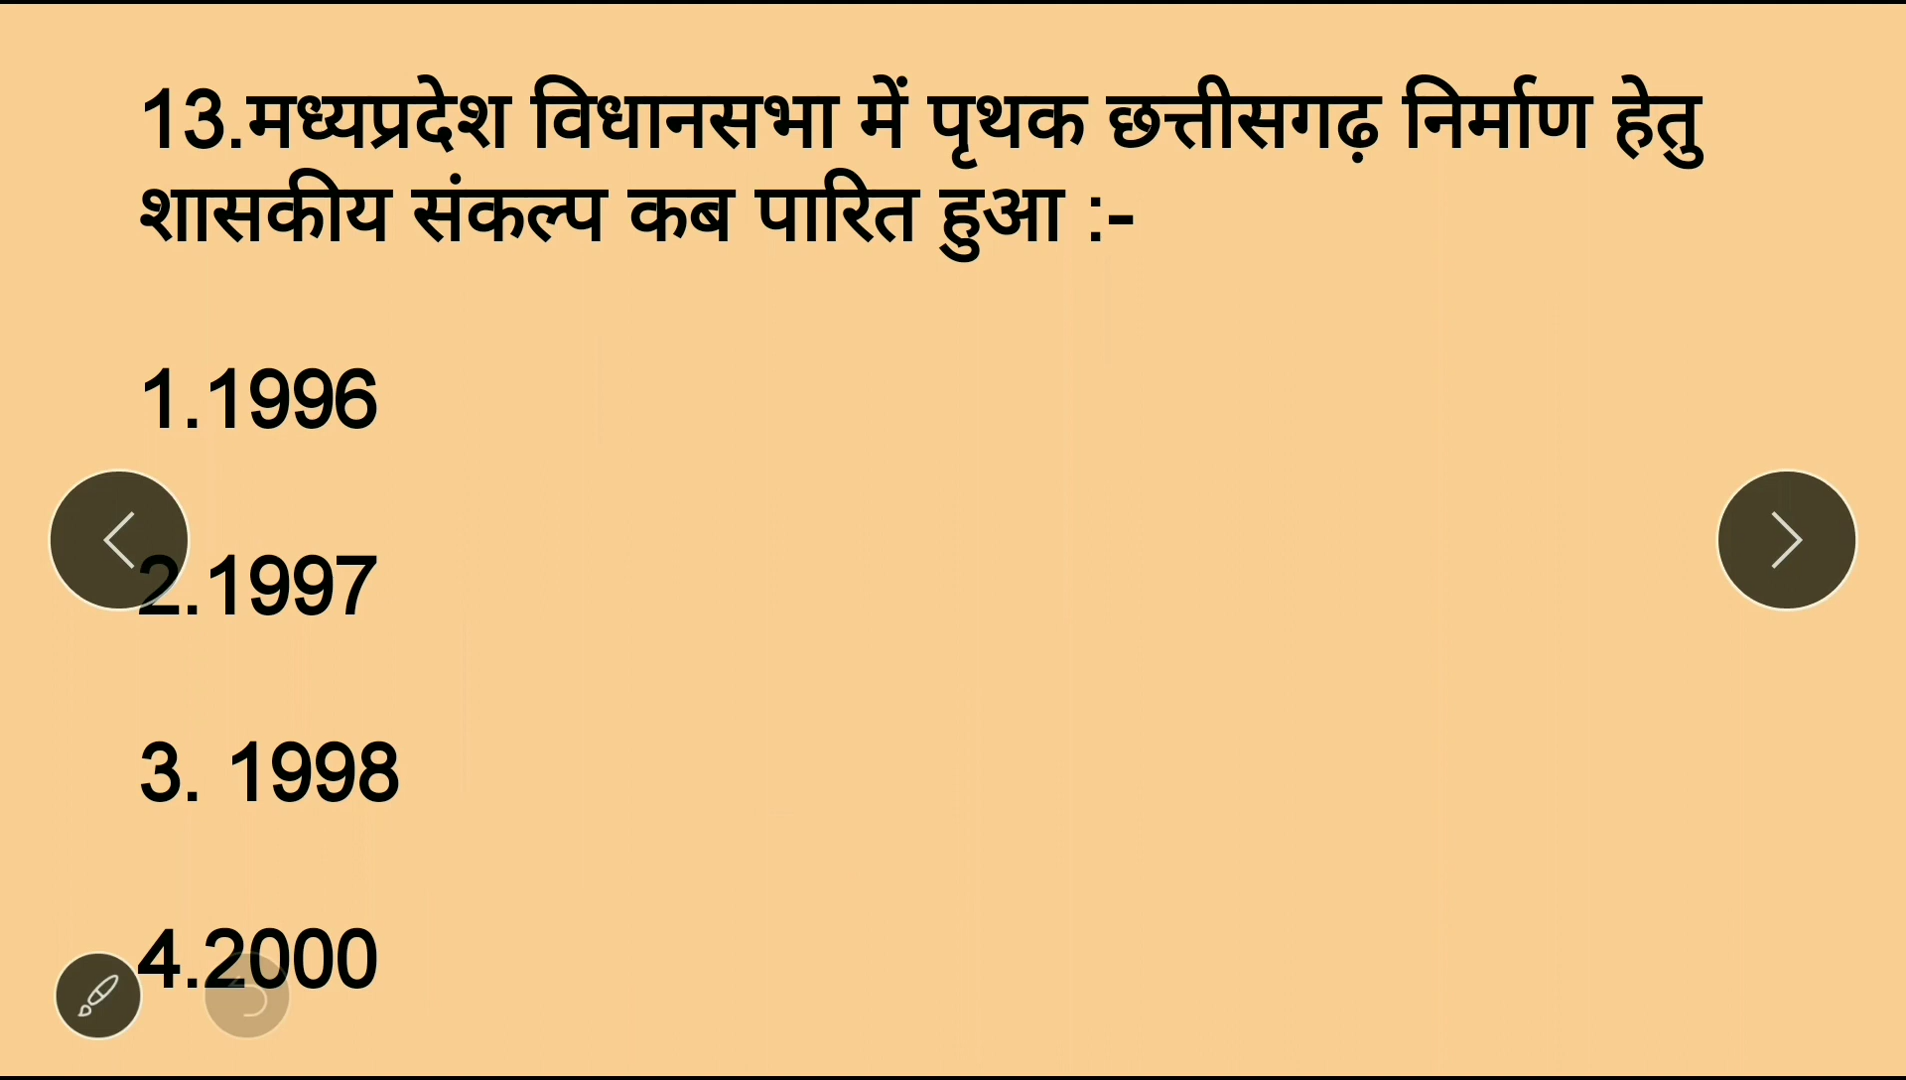 13.मध्यप्रदेश विधानसभा में पृथक छत्तीसगढ़ निर्माण हेतु
शासकीय संकल्प कब पारित हुआ :-
1.1996
2.1997
3. 1998
4.2000